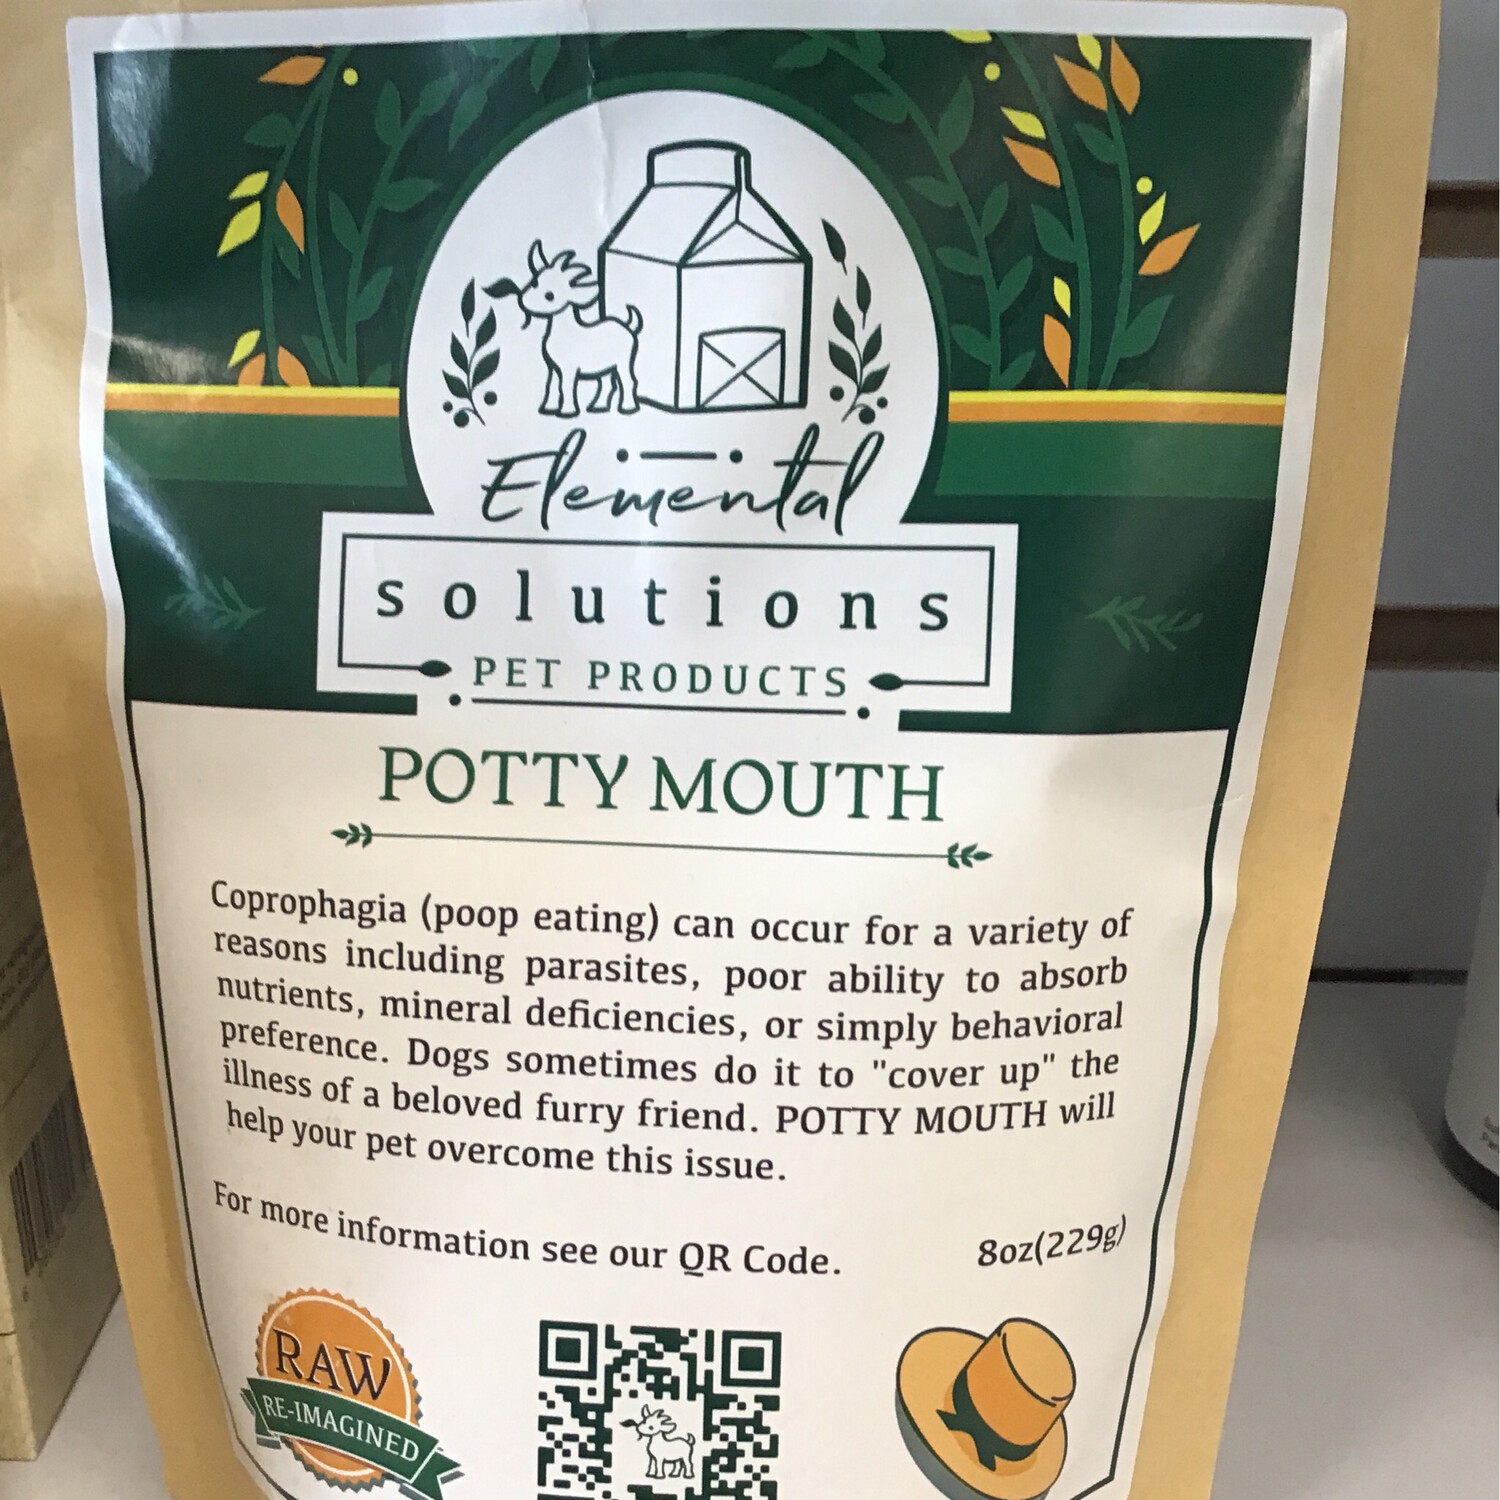 Elemental
solutions
PET PRODUCTS
POTTY MOUTH
Coprophagia (poop eating) can occur for a variety of
reasons including parasites, poor ability to absorb
nutrients, mineral deficiencies, or simply behavioral
preference. Dogs sometimes do it to "cover up" the
illness of a beloved furry friend. POTTY MOUTH will
help your pet overcome this issue.
For more information see our QR Code.
8oz(229g)
RAW
RE-IMAGINED